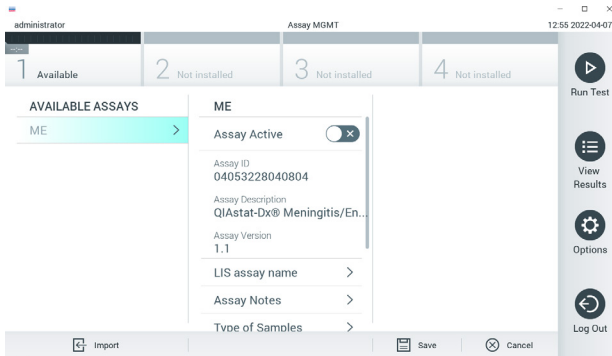 administrator
Assay MGMT
12:55 2022-04-07
--:--
1 Available
2 Not installed
3 Not installed
4 Not installed
Run Test
View
Results
Options
Log Out
AVAILABLE ASSAYS
ME
ME
Assay Active
Assay ID
04053228040804
Assay Description
QIAstat-Dx® Meningitis/En...
Assay Version
1.1
LIS assay name
Assay Notes
Type of Samples
Import
Save
Cancel